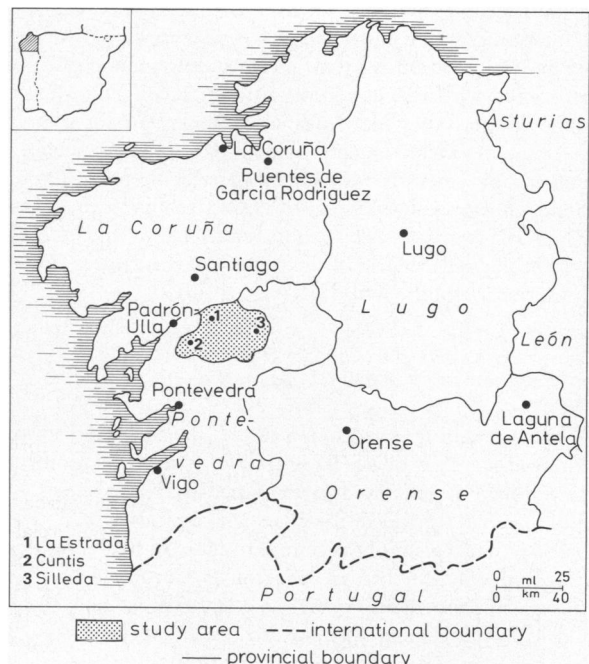 Asturias
La Coruña
Puentes de
García Rodriguez
La Coruña
Lugo
Santiago
Lugo
Padrón-
Ulla
1
3
2
León
Pontevedra
Ponte-
vedra
Laguna
de Antela
Orense
Vigo
Orense
1 La Estrada
2 Cuntis
3 Silleda
0 ml 25
km 40
Portugal
study area
international boundary
provincial boundary